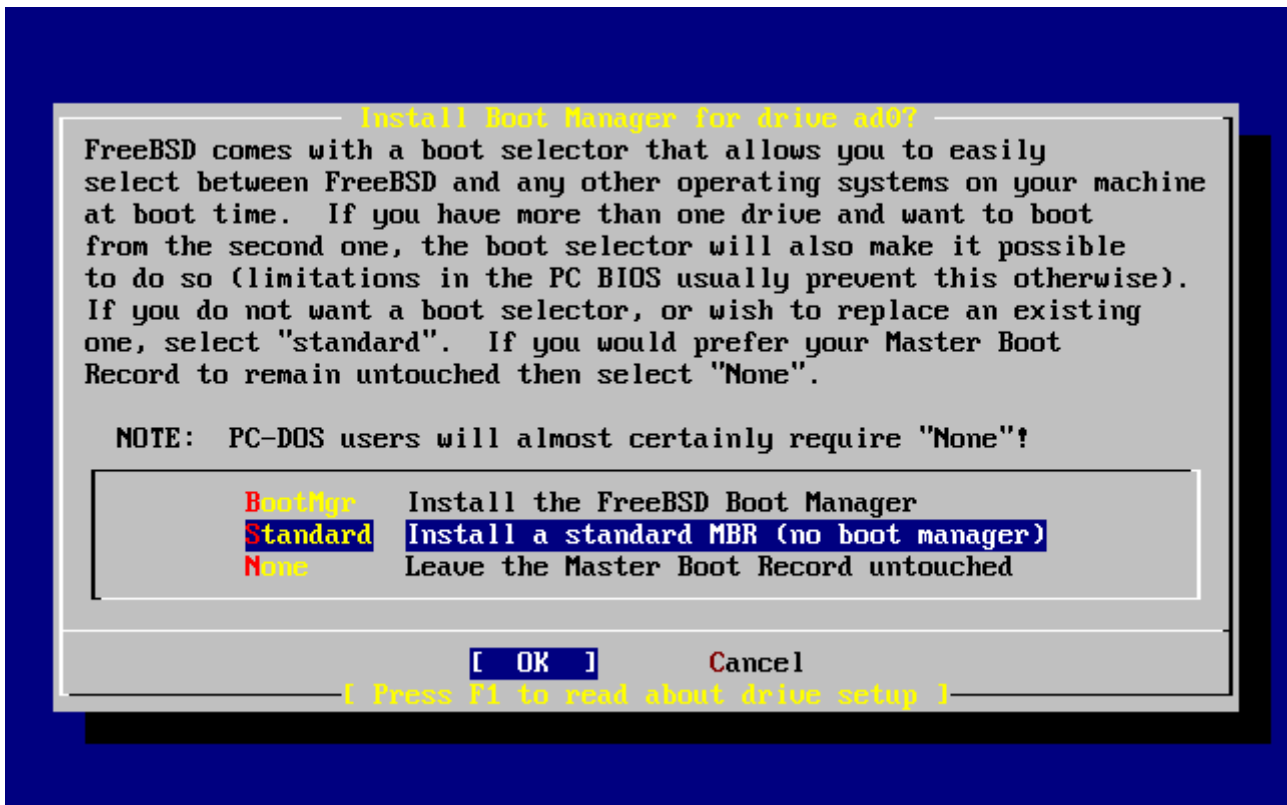 Install Boot Manager for drive ad0?
FreeBSD comes with a boot selector that allows you to easily
select between FreeBSD and any other operating systems on your machine
at boot time.  If you have more than one drive and want to boot
from the second one, the boot selector will also make it possible
to do so (limitations in the PC BIOS usually prevent this otherwise).
If you do not want a boot selector, or wish to replace an existing
one, select "standard".  If you would prefer your Master Boot
Record to remain untouched then select "None".
NOTE:  PC-DOS users will almost certainly require "None"!
BootMgr   Install the FreeBSD Boot Manager
Standard  Install a standard MBR (no boot manager)
None      Leave the Master Boot Record untouched
[  OK  ]       Cancel
[ Press F1 to read about drive setup ]